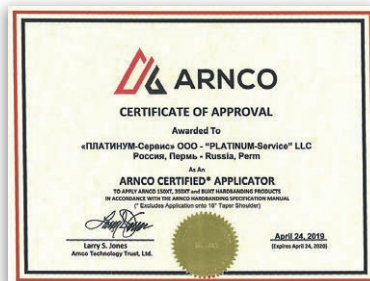 ARNCO
CERTIFICATE OF APPROVAL
Awarded To
«ПЛАТИНУМ-Сервис» ООО - "PLATINUM-Service" LLC
Россия, Пермь - Russia, Perm
As An
ARNCO CERTIFIED* APPLICATOR
TO APPLY ARNCO 150XT, 350XT and BUNT HARDBANDING PRODUCTS
IN ACCORDANCE WITH THE ARNCO HARDBANDING SPECIFICATION MANUAL
(* Excludes Application onto 18° Taper Shoulder)
Larry S. Jones
Arnco Technology Trust, Ltd.
April 24, 2019
(Expires April 24, 2020)